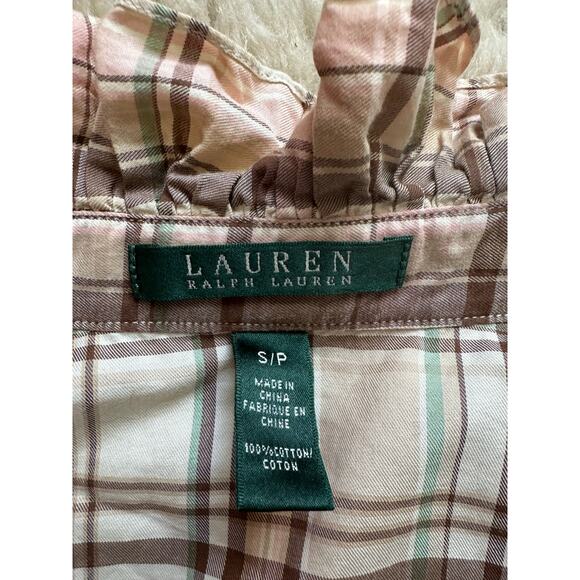 LAUREN
RALPH LAUREN
S/P
MADE IN
CHINA
FABRIQUE EN
CHINE
100%COTTON/
COTON